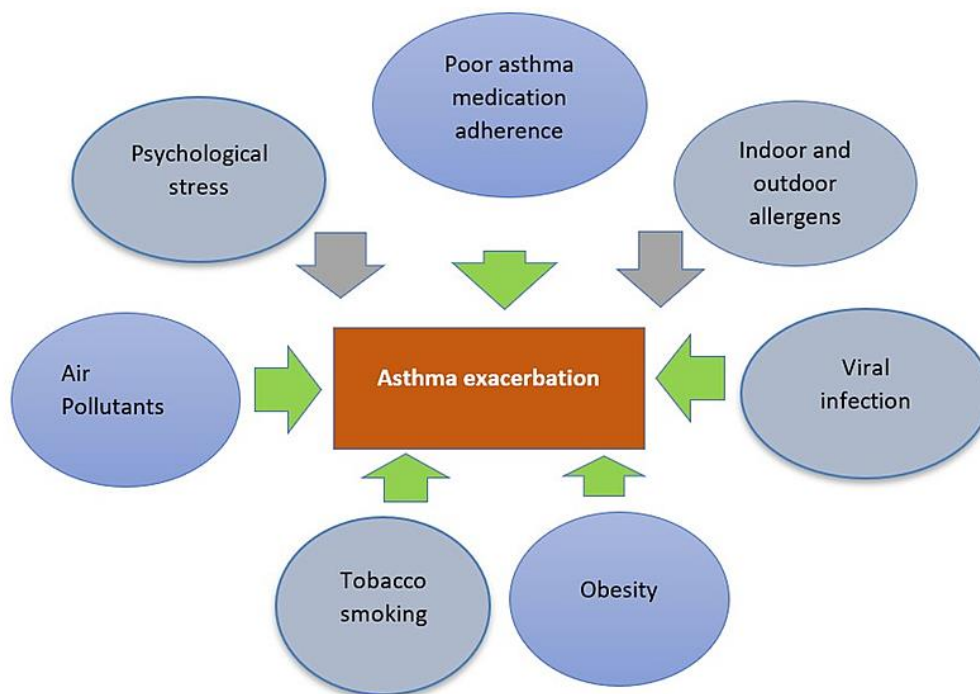 Poor asthma
medication
adherence
Psychological
stress
Indoor and
outdoor
allergens
Air
Pollutants
Asthma exacerbation
Viral
infection
Tobacco
smoking
Obesity